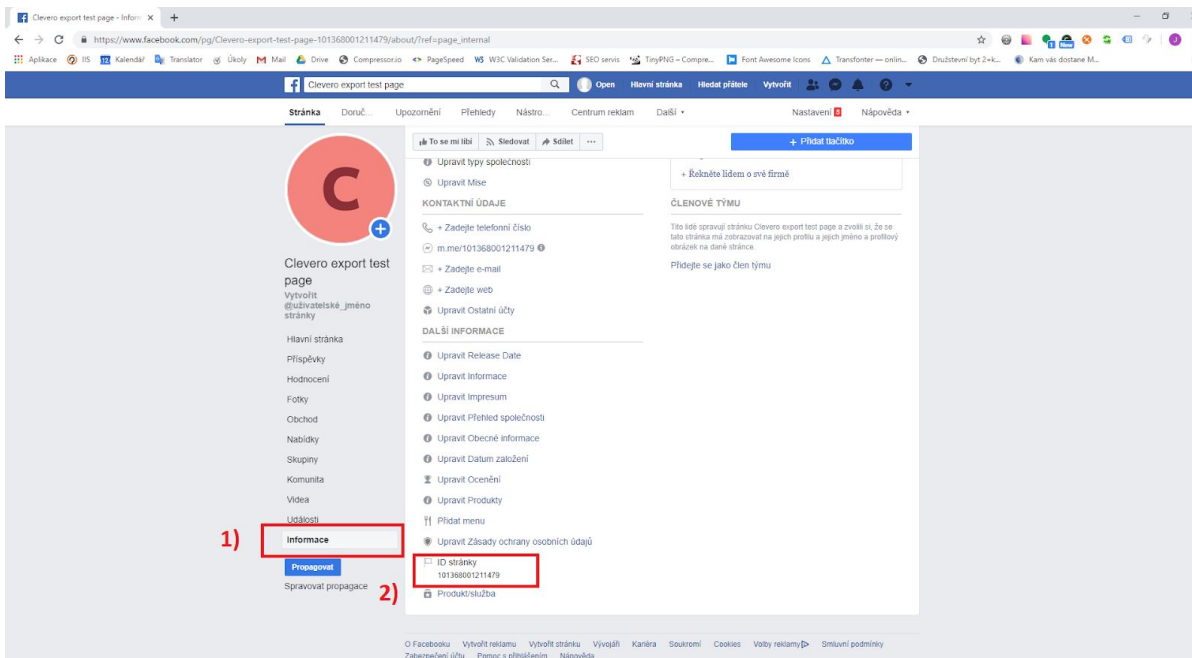 Clevero export test page - Inform
https://www.facebook.com/pg/Clevero-export-test-page-101368001211479/about/?ref=page_internal
Aplikace IIS Kalendář Translator Úkoly Mail Drive Compressor.io PageSpeed W3C Validation Ser... SEO servis TinyPNG – Compre... Font Awesome Icons Transfonter — onlin... Družstevní byt 2+k... Kam vás dostane M...
Clevero export test page Open Hlavní stránka Hledat přátele Vytvořit
Stránka Doruč... Upozornění Přehledy Nástro... Centrum reklam Další Nastavení Nápověda
To se mi líbí Sledovat Sdílet ... + Přidat tlačítko
C
Clevero export test
page
Vytvořit
@uživatelské_jméno
stránky
Hlavní stránka
Příspěvky
Hodnocení
Fotky
Obchod
Nabídky
Skupiny
Komunita
Videa
Události
1) Informace
Propagovat
Spravovat propagace
Upravit typy společnosti
Upravit Mise
KONTAKTNÍ ÚDAJE
+ Zadejte telefonní číslo
m.me/101368001211479
+ Zadejte e-mail
+ Zadejte web
Upravit Ostatní účty
DALŠÍ INFORMACE
Upravit Release Date
Upravit Informace
Upravit Impresum
Upravit Přehled společnosti
Upravit Obecné informace
Upravit Datum založení
Upravit Ocenění
Upravit Produkty
Přidat menu
Upravit Zásady ochrany osobních údajů
2) ID stránky
101368001211479
Produkt/služba
+ Řekněte lidem o své firmě
ČLENOVÉ TÝMU
Tito lidé spravují stránku Clevero export test page a zvolili si, že se
tato stránka má zobrazovat na jejich profilu a jejich jméno a profilový
obrázek na dané stránce.
Přidejte se jako člen týmu
O Facebooku Vytvořit reklamu Vytvořit stránku Vývojáři Kariéra Soukromí Cookies Volby reklamy Smluvní podmínky
Zabezpečení účtu Pomoc s přihlášením Nápověda